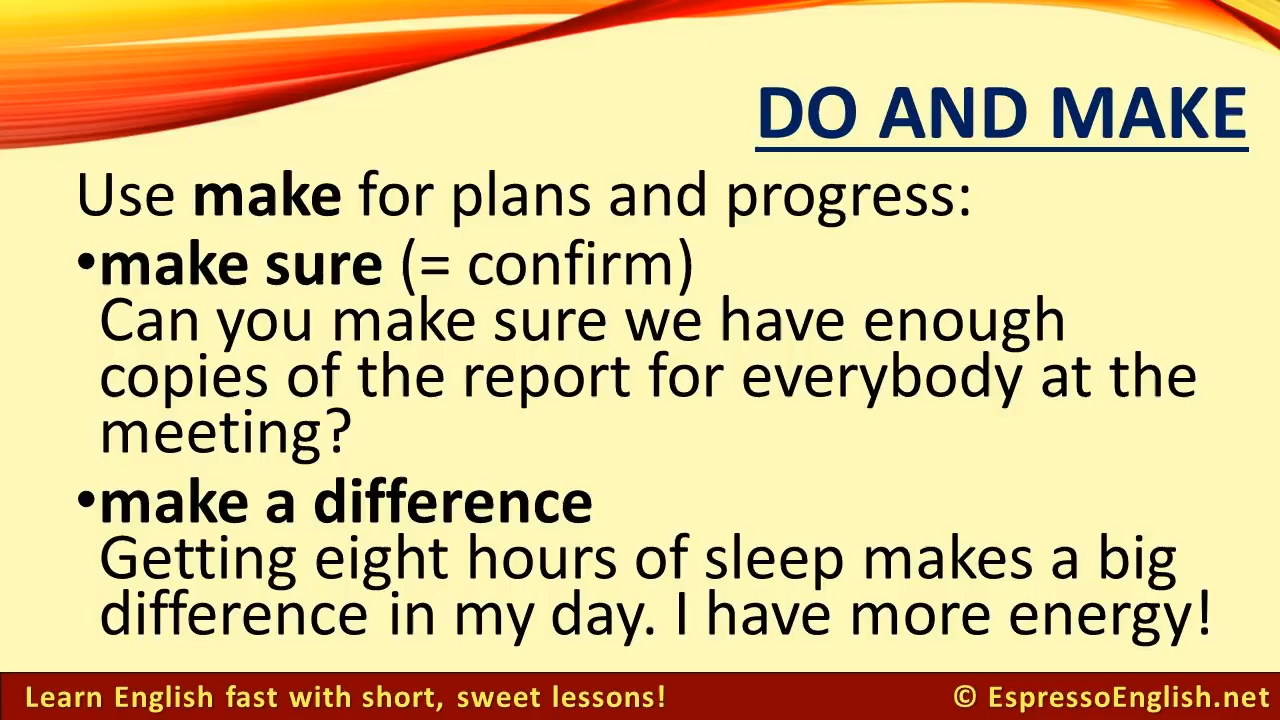 DO AND MAKE
Use make for plans and progress:
•make sure (= confirm)
Can you make sure we have enough
copies of the report for everybody at the
meeting?
•make a difference
Getting eight hours of sleep makes a big
difference in my day. I have more energy!
Learn English fast with short, sweet lessons!
© EspressoEnglish.net